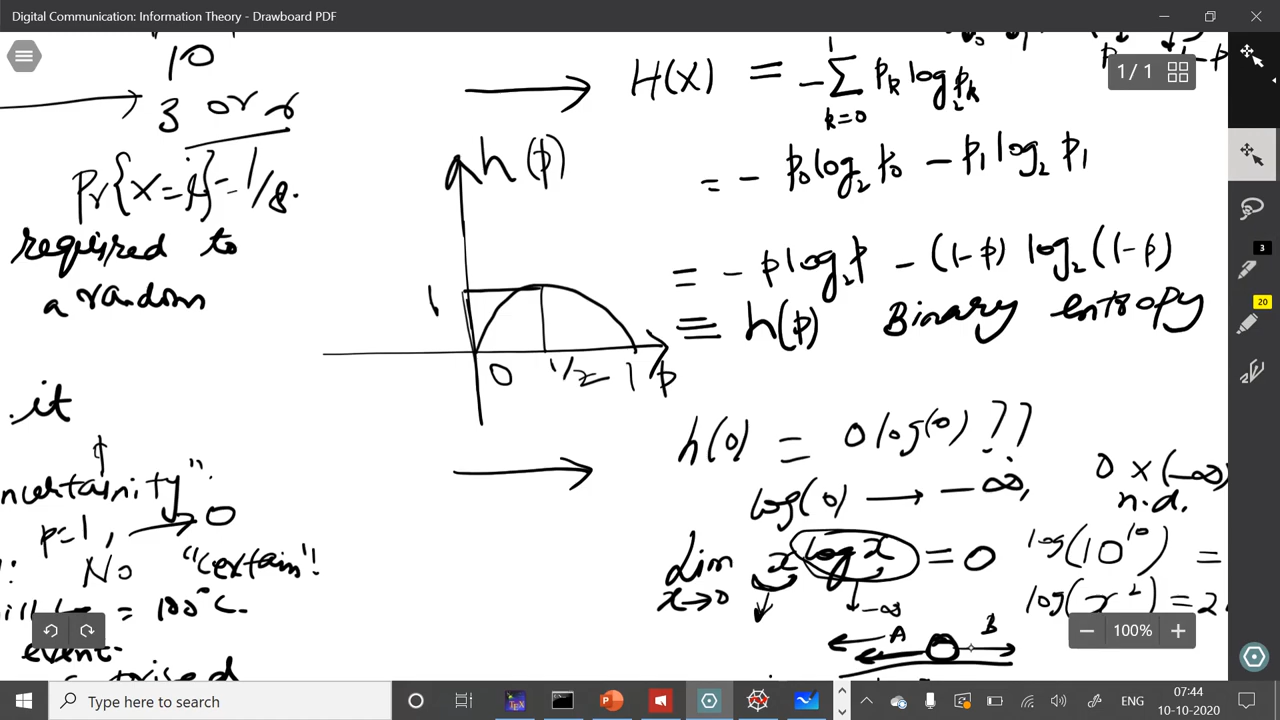 Digital Communication: Information Theory - Drawboard PDF
1 / 1
10
3 or
Pr{X=i} = 1/8.
required to
a random
it
"
p=1, → 0
No "certain"!
= 100°C.
event.
H(X) = - Σ pk log2 pk
1
k=0
= - p0 log2 p0 - p1 log2 p1
= - p log2 p - (1-p) log2 (1-p)
≡ h(p) Binary entropy
h(p)
1
0 1/2 1 p
h(0) = 0 log(0) ??
log(0) → -∞,
0 × (-∞)
n.d.
lim x log x = 0
x→0
-∞
log(10^10) =
log(x^2) = 2
A B
100%
3
20
Type here to search
ENG
07:44
10-10-2020